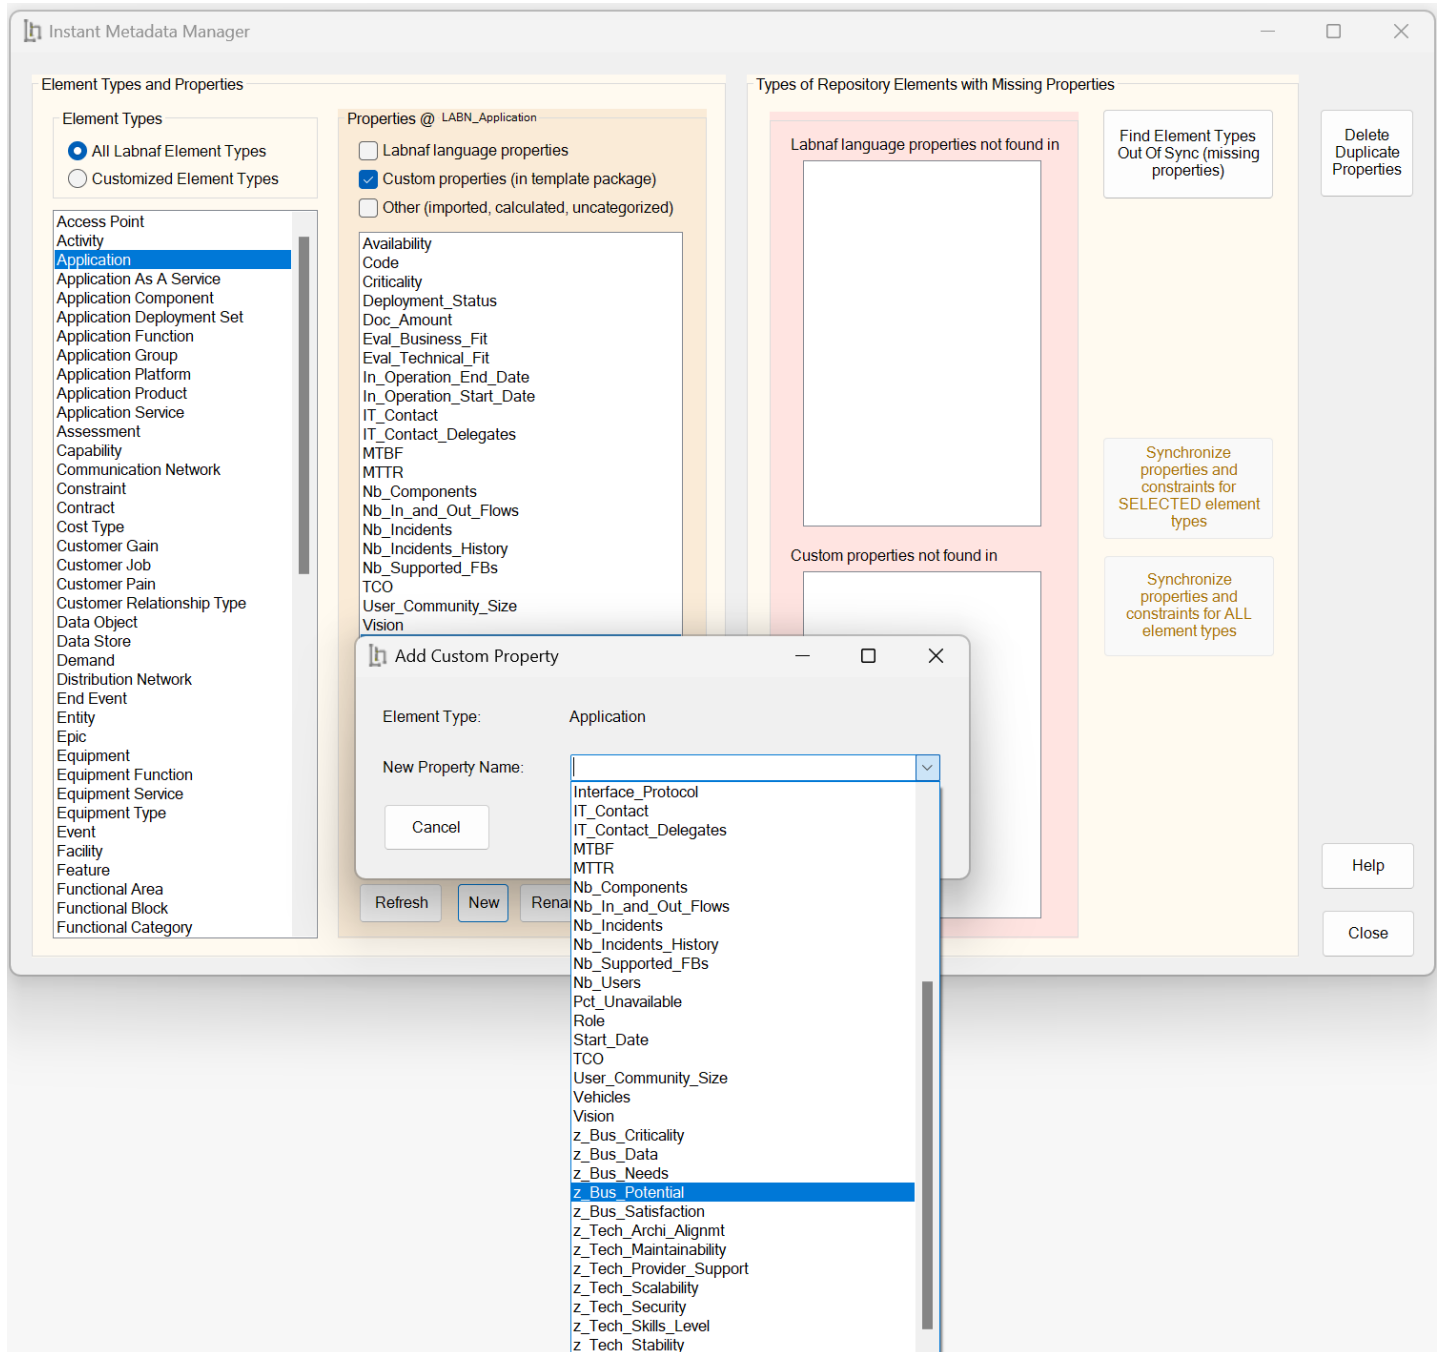 Instant Metadata Manager
Element Types and Properties
Element Types
All Labnaf Element Types
Customized Element Types
Access Point
Activity
Application
Application As A Service
Application Component
Application Deployment Set
Application Function
Application Group
Application Platform
Application Product
Application Service
Assessment
Capability
Communication Network
Constraint
Contract
Cost Type
Customer Gain
Customer Job
Customer Pain
Customer Relationship Type
Data Object
Data Store
Demand
Distribution Network
End Event
Entity
Epic
Equipment
Equipment Function
Equipment Service
Equipment Type
Event
Facility
Feature
Functional Area
Functional Block
Functional Category
Properties @ LABN_Application
Labnaf language properties
Custom properties (in template package)
Other (imported, calculated, uncategorized)
Availability
Code
Criticality
Deployment_Status
Doc_Amount
Eval_Business_Fit
Eval_Technical_Fit
In_Operation_End_Date
In_Operation_Start_Date
IT_Contact
IT_Contact_Delegates
MTBF
MTTR
Nb_Components
Nb_In_and_Out_Flows
Nb_Incidents
Nb_Incidents_History
Nb_Supported_FBs
TCO
User_Community_Size
Vision
Refresh
New
Renai
Types of Repository Elements with Missing Properties
Labnaf language properties not found in
Custom properties not found in
Find Element Types
Out Of Sync (missing
properties)
Synchronize
properties and
constraints for
SELECTED element
types
Synchronize
properties and
constraints for ALL
element types
Delete
Duplicate
Properties
Help
Close
Add Custom Property
Element Type:
Application
New Property Name:
Cancel
Interface_Protocol
IT_Contact
IT_Contact_Delegates
MTBF
MTTR
Nb_Components
Nb_In_and_Out_Flows
Nb_Incidents
Nb_Incidents_History
Nb_Supported_FBs
Nb_Users
Pct_Unavailable
Role
Start_Date
TCO
User_Community_Size
Vehicles
Vision
z_Bus_Criticality
z_Bus_Data
z_Bus_Needs
z_Bus_Potential
z_Bus_Satisfaction
z_Tech_Archi_Alignmt
z_Tech_Maintainability
z_Tech_Provider_Support
z_Tech_Scalability
z_Tech_Security
z_Tech_Skills_Level
z_Tech_Stability